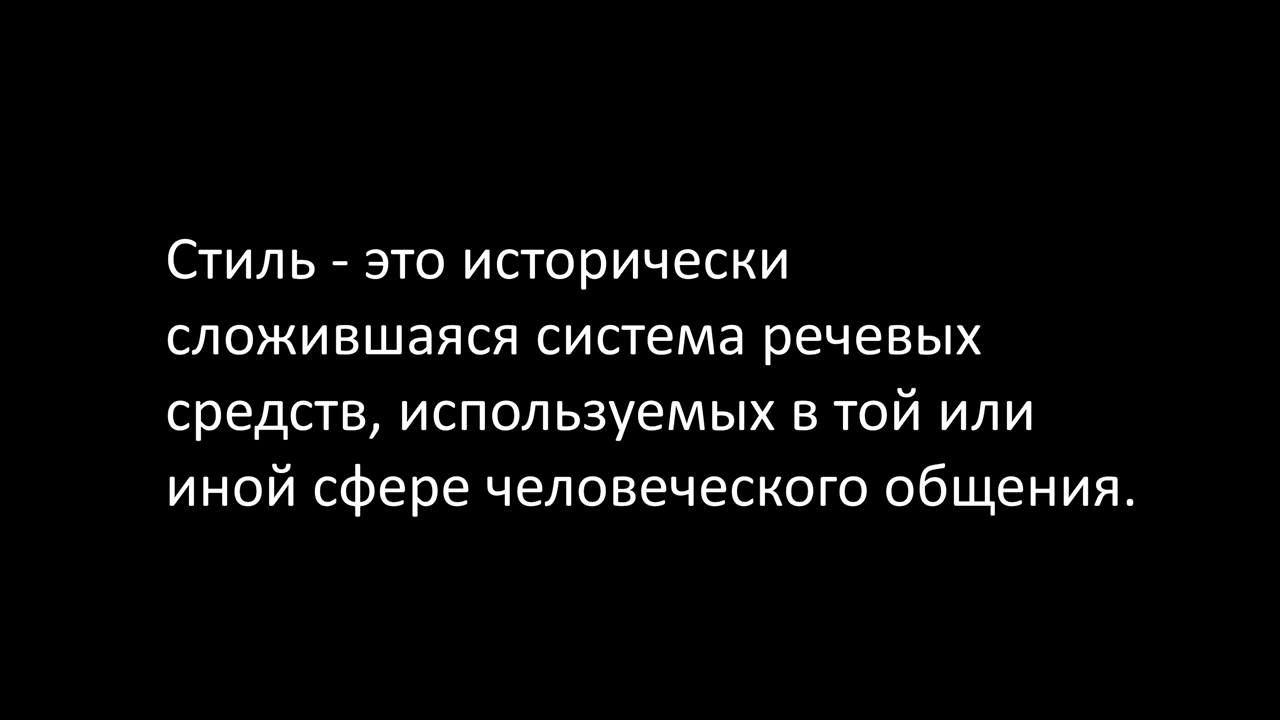 Стиль - это исторически
сложившаяся система речевых
средств, используемых в той или
иной сфере человеческого общения.